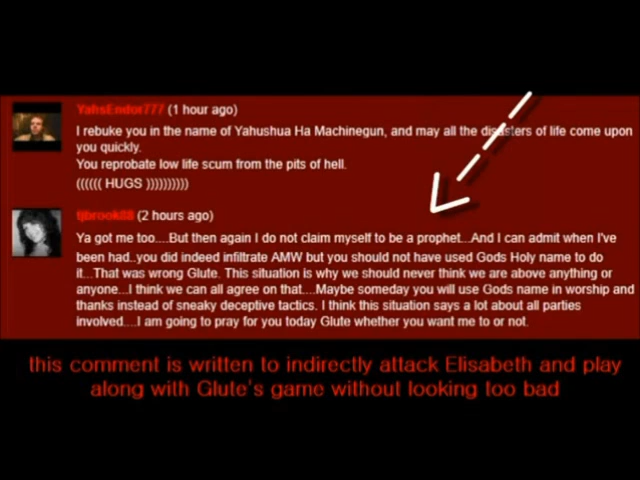 YahsEndor777 (1 hour ago)
I rebuke you in the name of Yahushua Ha Machinegun, and may all the disasters of life come upon
you quickly.
You reprobate low life scum from the pits of hell.
(((((( HUGS ))))))))))
tjbrook88 (2 hours ago)
Ya got me too....But then again I do not claim myself to be a prophet...And I can admit when I've
been had..you did indeed infiltrate AMW but you should not have used Gods Holy name to do
it...That was wrong Glute. This situation is why we should never think we are above anything or
anyone...I think we can all agree on that....Maybe someday you will use Gods name in worship and
thanks instead of sneaky deceptive tactics. I think this situation says a lot about all parties
involved....I am going to pray for you today Glute whether you want me to or not.
this comment is written to indirectly attack Elisabeth and play
along with Glute's game without looking too bad